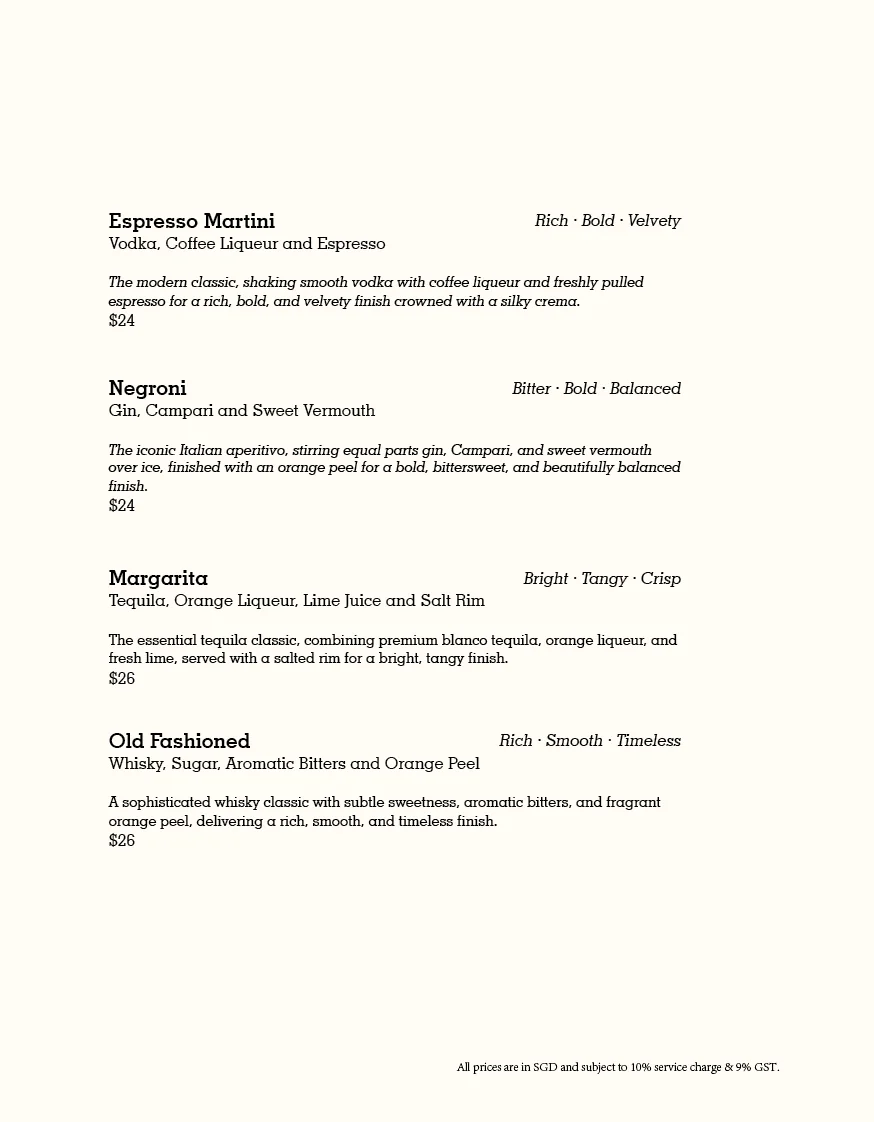 Espresso Martini Rich · Bold · Velvety
Vodka, Coffee Liqueur and Espresso
The modern classic, shaking smooth vodka with coffee liqueur and freshly pulled
espresso for a rich, bold, and velvety finish crowned with a silky crema.
$24
Negroni Bitter · Bold · Balanced
Gin, Campari and Sweet Vermouth
The iconic Italian aperitivo, stirring equal parts gin, Campari, and sweet vermouth
over ice, finished with an orange peel for a bold, bittersweet, and beautifully balanced
finish.
$24
Margarita Bright · Tangy · Crisp
Tequila, Orange Liqueur, Lime Juice and Salt Rim
The essential tequila classic, combining premium blanco tequila, orange liqueur, and
fresh lime, served with a salted rim for a bright, tangy finish.
$26
Old Fashioned Rich · Smooth · Timeless
Whisky, Sugar, Aromatic Bitters and Orange Peel
A sophisticated whisky classic with subtle sweetness, aromatic bitters, and fragrant
orange peel, delivering a rich, smooth, and timeless finish.
$26
All prices are in SGD and subject to 10% service charge & 9% GST.